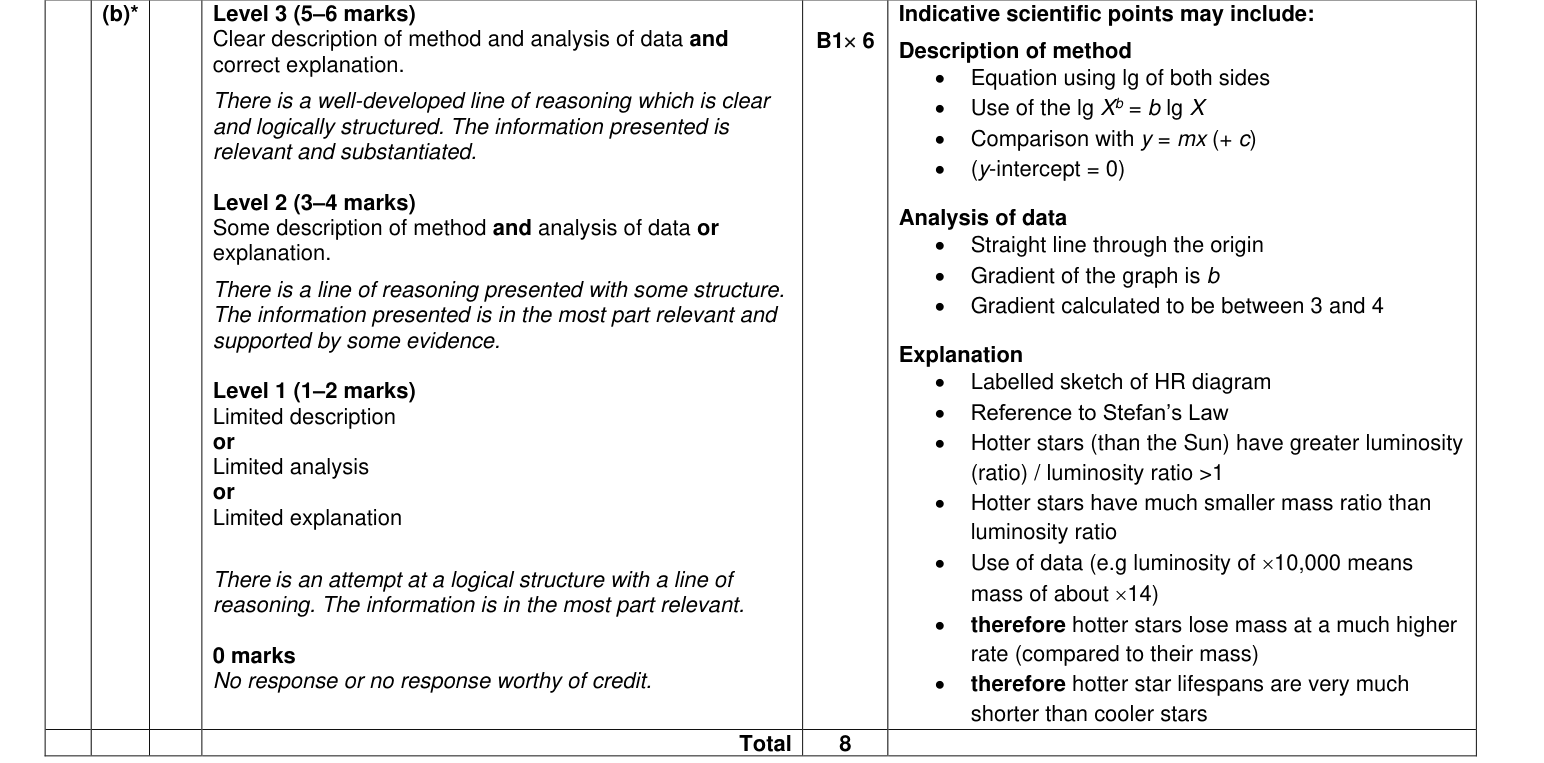 (b)*
Level 3 (5–6 marks)
Clear description of method and analysis of data and
correct explanation.
There is a well-developed line of reasoning which is clear
and logically structured. The information presented is
relevant and substantiated.
Level 2 (3–4 marks)
Some description of method and analysis of data or
explanation.
There is a line of reasoning presented with some structure.
The information presented is in the most part relevant and
supported by some evidence.
Level 1 (1–2 marks)
Limited description
or
Limited analysis
or
Limited explanation
There is an attempt at a logical structure with a line of
reasoning. The information is in the most part relevant.
0 marks
No response or no response worthy of credit.
B1× 6
Indicative scientific points may include:
Description of method
• Equation using lg of both sides
• Use of the lg Xᵇ = b lg X
• Comparison with y = mx (+ c)
• (y-intercept = 0)
Analysis of data
• Straight line through the origin
• Gradient of the graph is b
• Gradient calculated to be between 3 and 4
Explanation
• Labelled sketch of HR diagram
• Reference to Stefan’s Law
• Hotter stars (than the Sun) have greater luminosity
(ratio) / luminosity ratio >1
• Hotter stars have much smaller mass ratio than
luminosity ratio
• Use of data (e.g luminosity of ×10,000 means
mass of about ×14)
• therefore hotter stars lose mass at a much higher
rate (compared to their mass)
• therefore hotter star lifespans are very much
shorter than cooler stars
Total 8